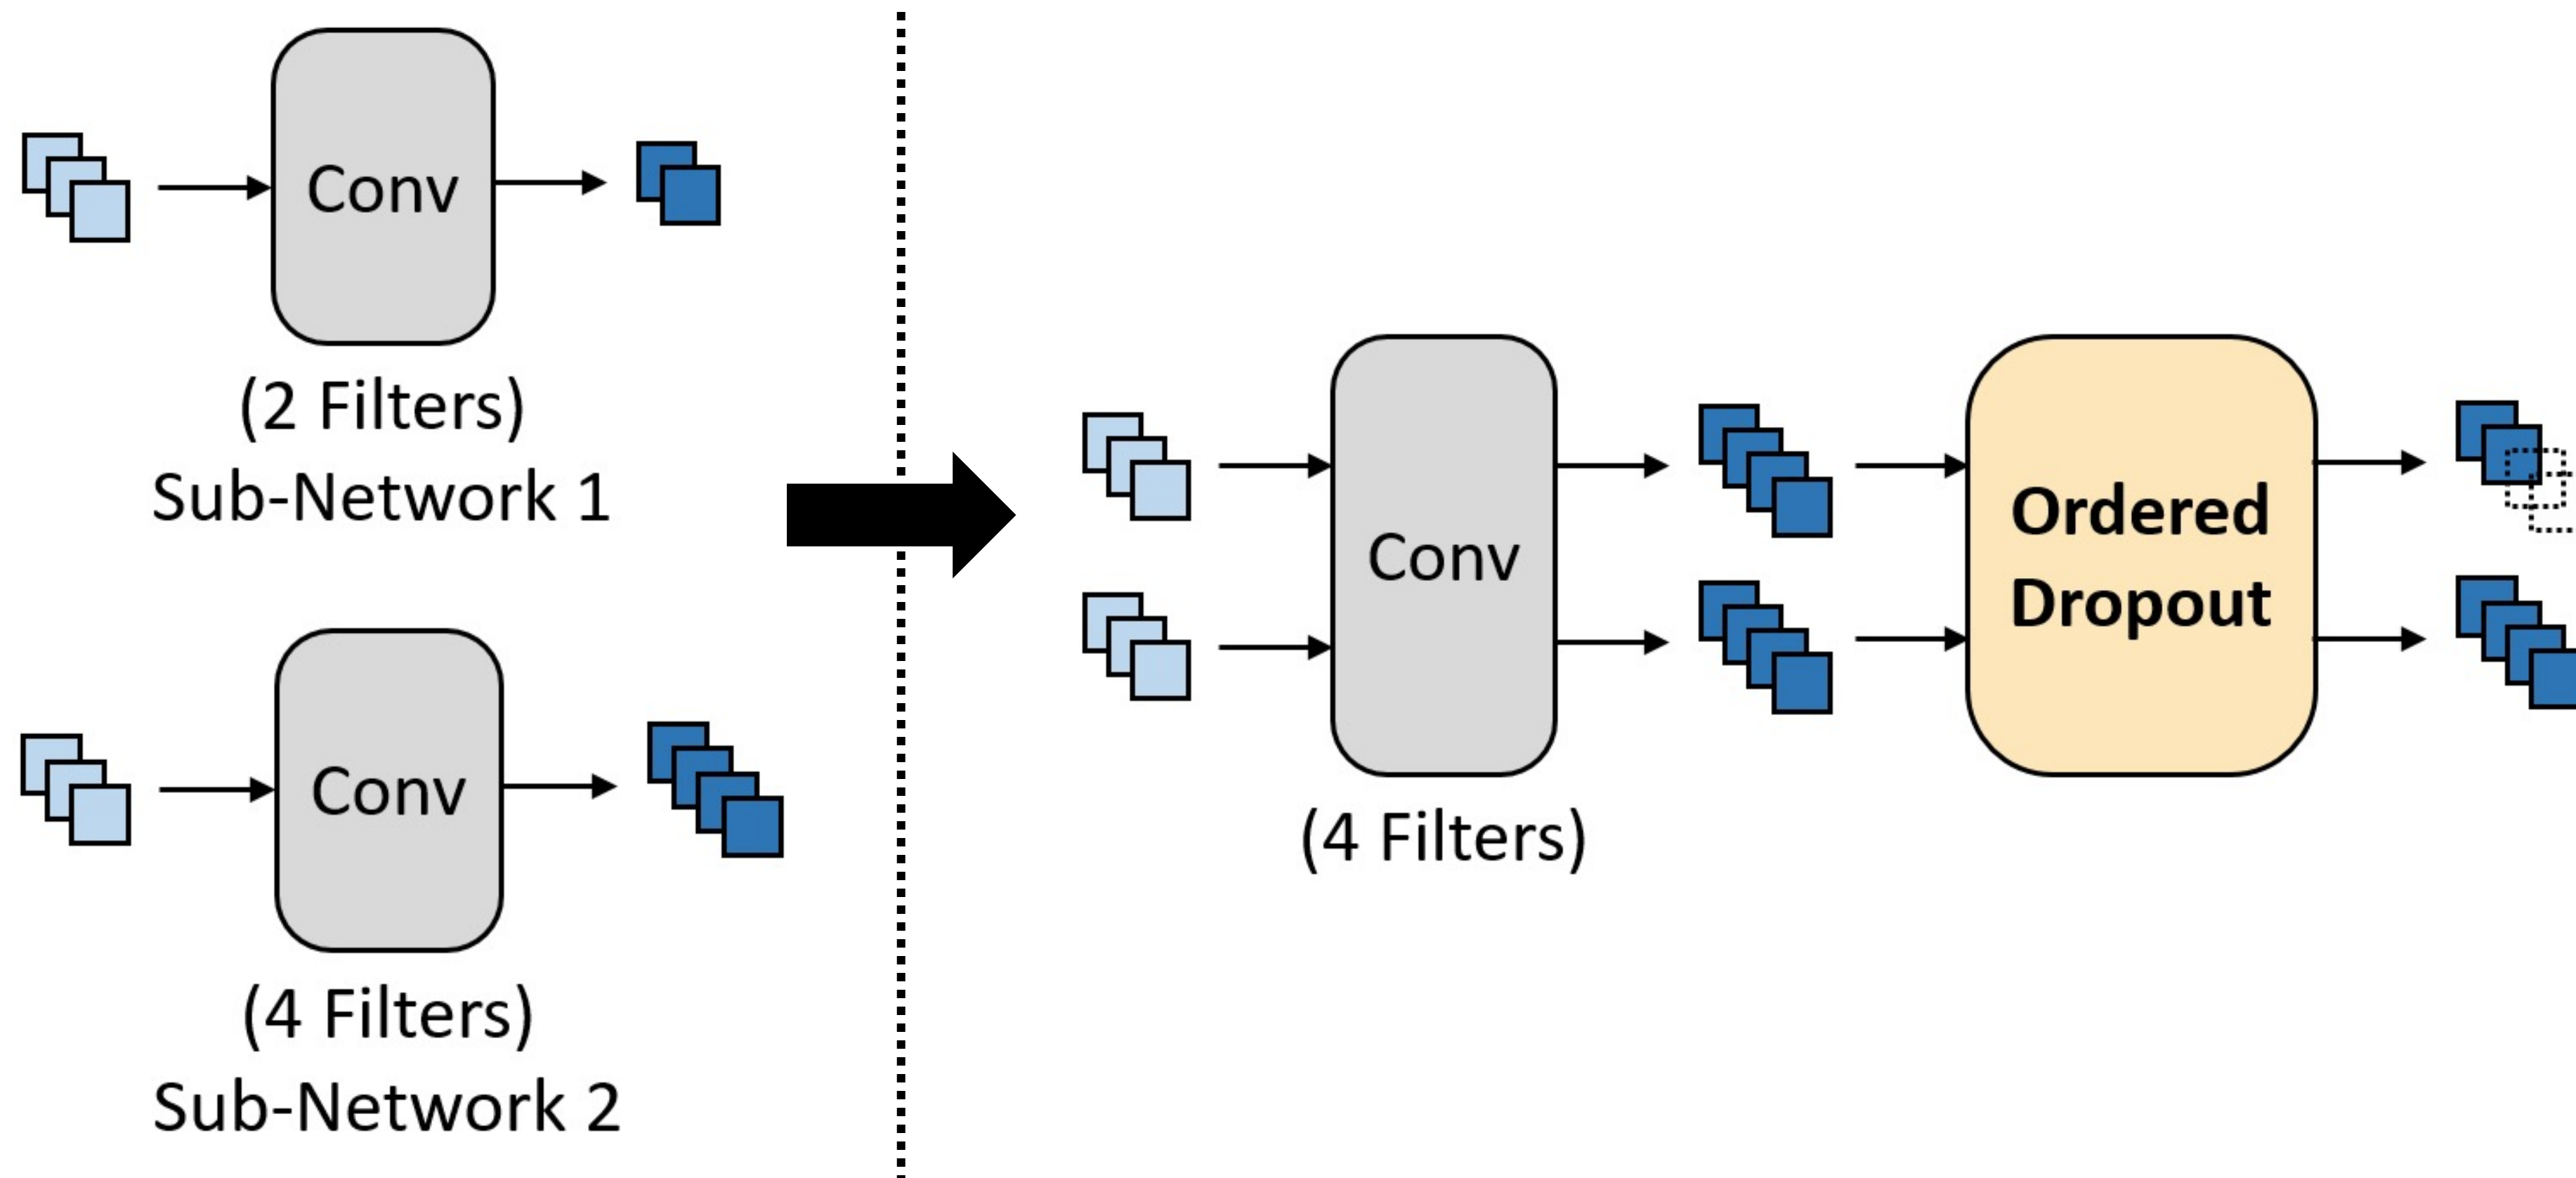 Conv
(2 Filters)
Sub-Network 1
Conv
(4 Filters)
Sub-Network 2
Conv
(4 Filters)
Ordered
Dropout